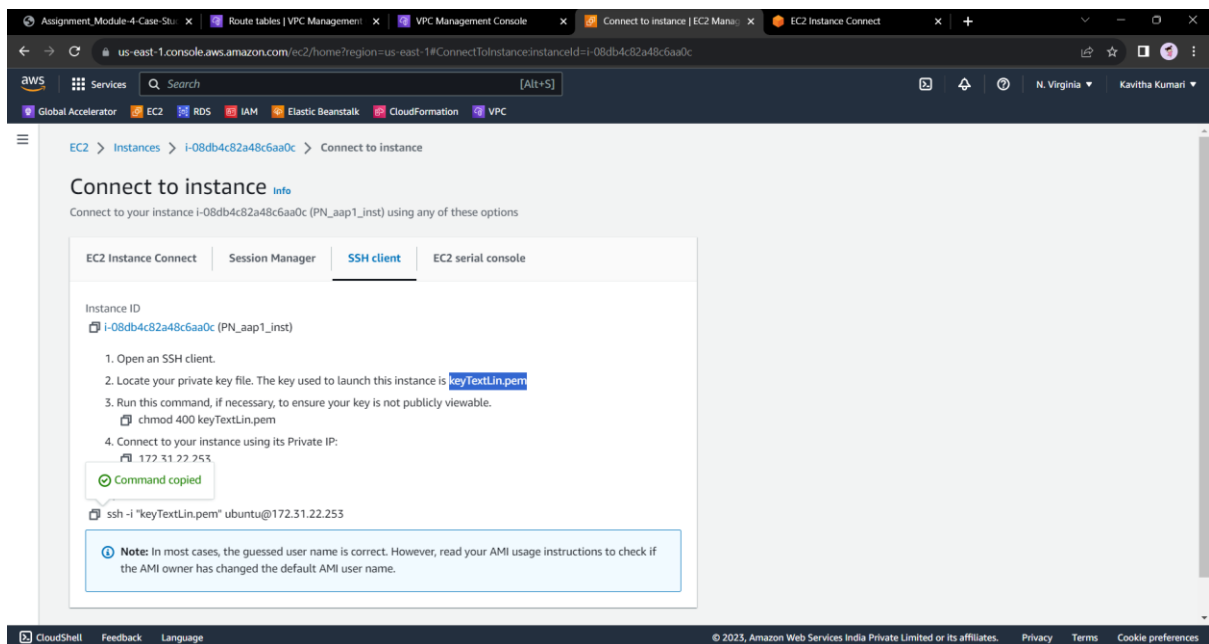 Assignment_Module-4-Case-Stu
Route tables | VPC Management
VPC Management Console
Connect to instance | EC2 Manag
EC2 Instance Connect
us-east-1.console.aws.amazon.com/ec2/home?region=us-east-1#ConnectToInstance:instanceId=i-08db4c82a48c6aa0c
aws
Services
Search
[Alt+S]
N. Virginia
Kavitha Kumari
Global Accelerator
EC2
RDS
IAM
Elastic Beanstalk
CloudFormation
VPC
EC2 > Instances > i-08db4c82a48c6aa0c > Connect to instance
Connect to instance Info
Connect to your instance i-08db4c82a48c6aa0c (PN_aap1_inst) using any of these options
EC2 Instance Connect
Session Manager
SSH client
EC2 serial console
Instance ID
i-08db4c82a48c6aa0c (PN_aap1_inst)
1. Open an SSH client.
2. Locate your private key file. The key used to launch this instance is keyTextLin.pem
3. Run this command, if necessary, to ensure your key is not publicly viewable.
chmod 400 keyTextLin.pem
4. Connect to your instance using its Private IP:
172.31.22.253
Command copied
ssh -i "keyTextLin.pem" ubuntu@172.31.22.253
Note: In most cases, the guessed user name is correct. However, read your AMI usage instructions to check if
the AMI owner has changed the default AMI user name.
CloudShell
Feedback
Language
© 2023, Amazon Web Services India Private Limited or its affiliates.
Privacy
Terms
Cookie preferences